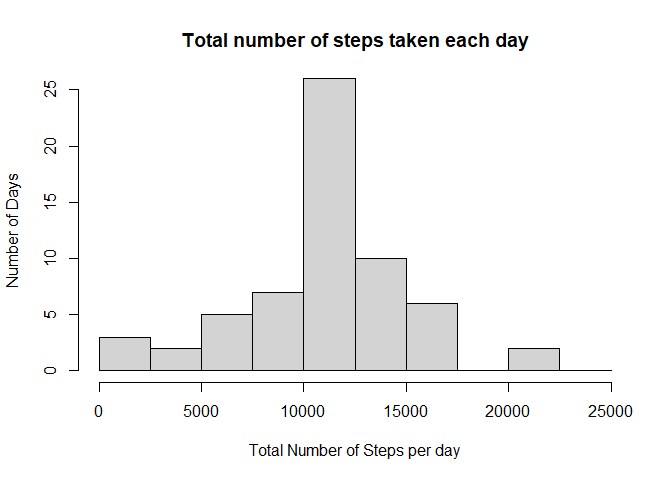 Total number of steps taken each day
Number of Days
25
20
15
10
5
0
0 5000 10000 15000 20000 25000
Total Number of Steps per day